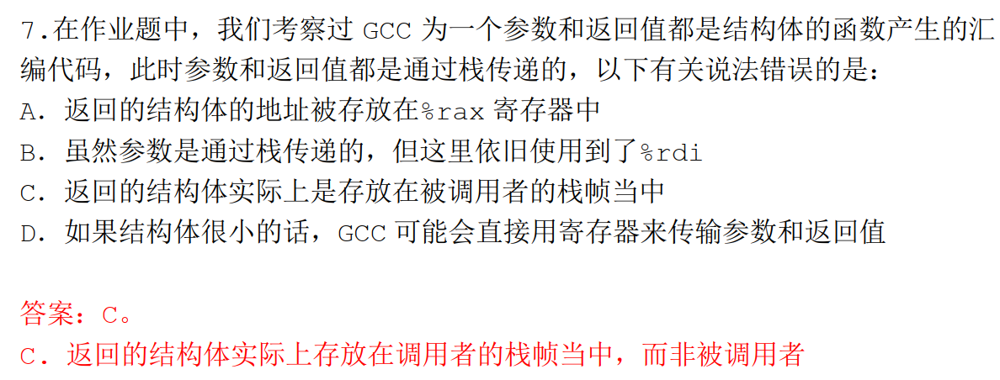 7.在作业题中，我们考察过 GCC 为一个参数和返回值都是结构体的函数产生的汇
编代码，此时参数和返回值都是通过栈传递的，以下有关说法错误的是：
A. 返回的结构体的地址被存放在%rax 寄存器中
B. 虽然参数是通过栈传递的，但这里依旧使用到了%rdi
C. 返回的结构体实际上是存放在被调用者的栈帧当中
D. 如果结构体很小的话，GCC 可能会直接用寄存器来传输参数和返回值
答案：C。
C. 返回的结构体实际上存放在调用者的栈帧当中，而非被调用者